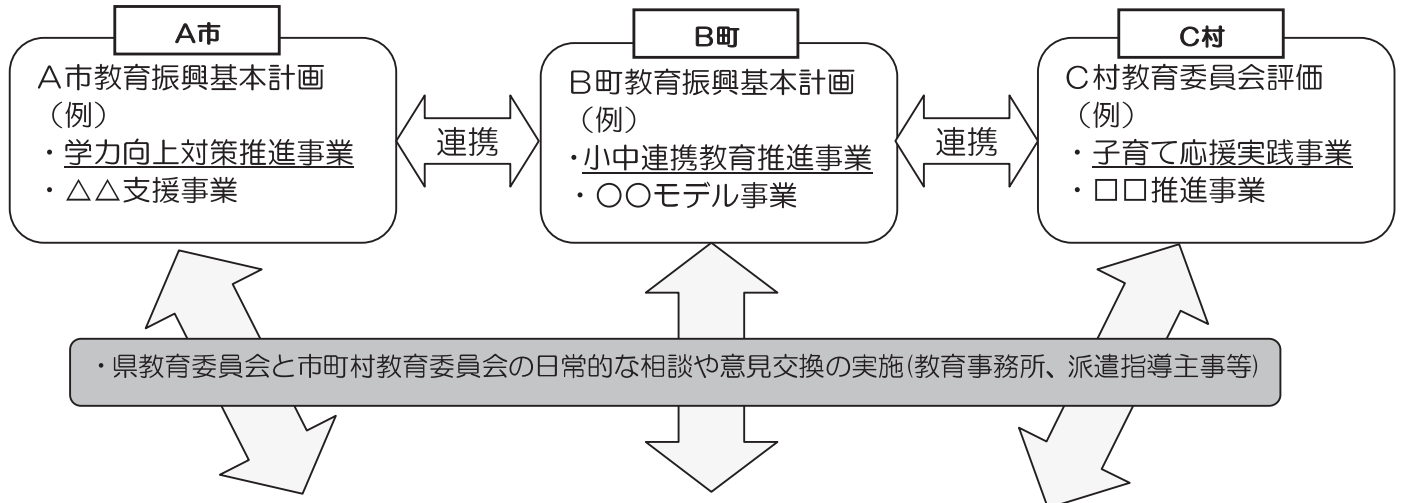 A市
A市教育振興基本計画
（例）
・学力向上対策推進事業
・△△支援事業
連携
B町
B町教育振興基本計画
（例）
・小中連携教育推進事業
・〇〇モデル事業
連携
C村
C村教育委員会評価
（例）
・子育て応援実践事業
・□□推進事業
・県教育委員会と市町村教育委員会の日常的な相談や意見交換の実施(教育事務所、派遣指導主事等)